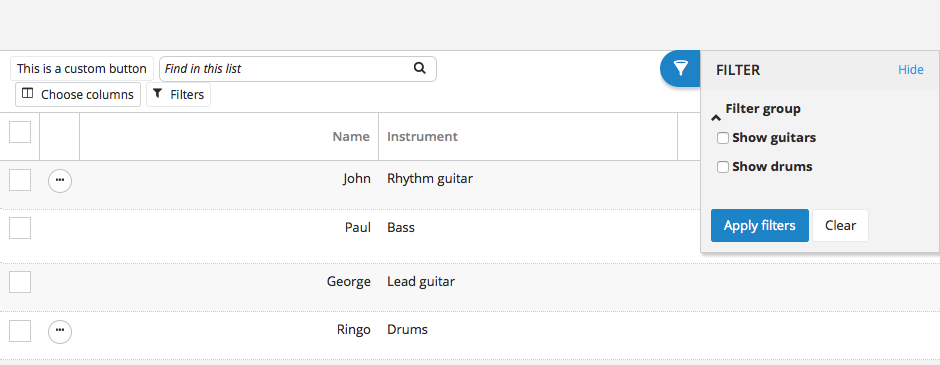 This is a custom button
Find in this list
Choose columns
Filters
FILTER
Hide
Filter group
Show guitars
Show drums
Apply filters
Clear
Name Instrument
John Rhythm guitar
Paul Bass
George Lead guitar
Ringo Drums